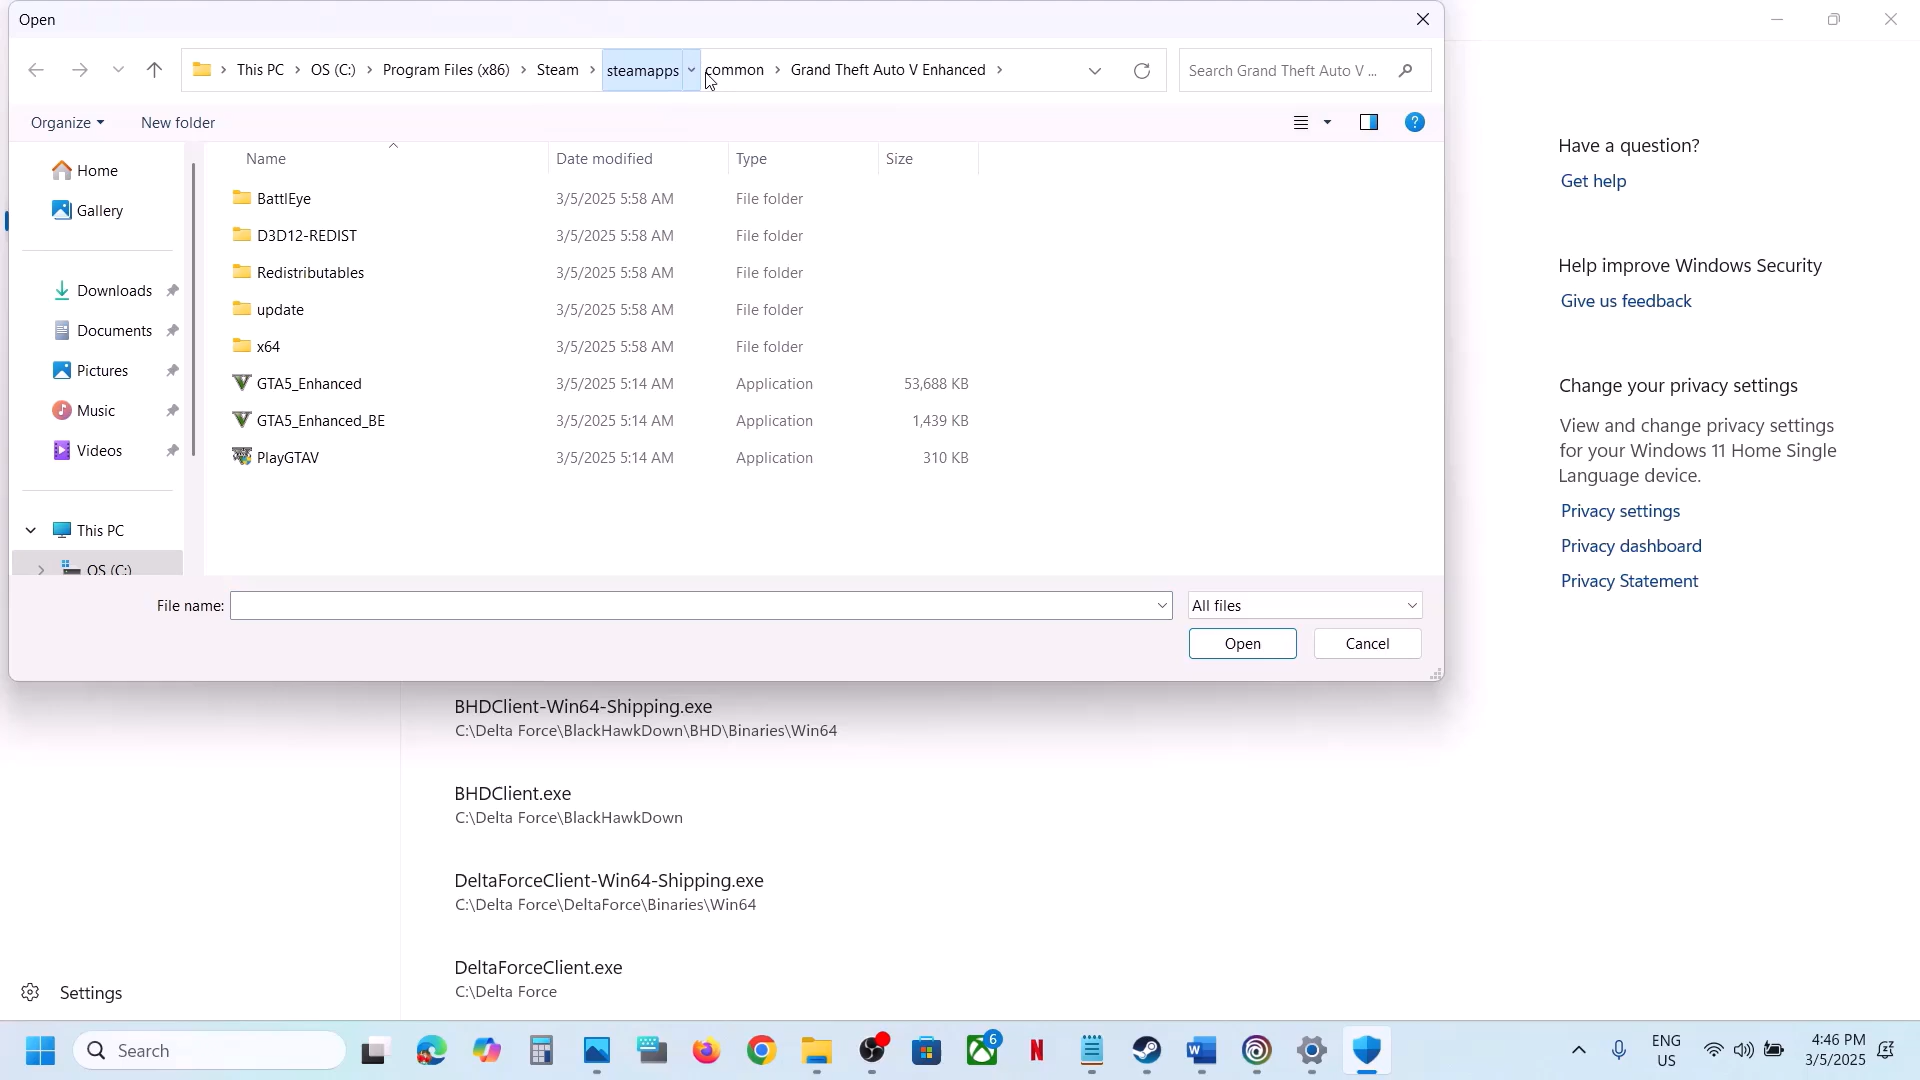 Open
This PC > OS (C:) > Program Files (x86) > Steam > steamapps common > Grand Theft Auto V Enhanced >
Search Grand Theft Auto V ...
Organize
New folder
Name
Date modified
Type
Size
Home
Gallery
Downloads
Documents
Pictures
Music
Videos
This PC
OS (C:)
BattlEye 3/5/2025 5:58 AM File folder
D3D12-REDIST 3/5/2025 5:58 AM File folder
Redistributables 3/5/2025 5:58 AM File folder
update 3/5/2025 5:58 AM File folder
x64 3/5/2025 5:58 AM File folder
GTA5_Enhanced 3/5/2025 5:14 AM Application 53,688 KB
GTA5_Enhanced_BE 3/5/2025 5:14 AM Application 1,439 KB
PlayGTAV 3/5/2025 5:14 AM Application 310 KB
File name:
All files
Open
Cancel
Have a question?
Get help
Help improve Windows Security
Give us feedback
Change your privacy settings
View and change privacy settings
for your Windows 11 Home Single
Language device.
Privacy settings
Privacy dashboard
Privacy Statement
BHDClient-Win64-Shipping.exe
C:\Delta Force\BlackHawkDown\BHD\Binaries\Win64
BHDClient.exe
C:\Delta Force\BlackHawkDown
DeltaForceClient-Win64-Shipping.exe
C:\Delta Force\DeltaForce\Binaries\Win64
DeltaForceClient.exe
C:\Delta Force
Settings
Search
6
ENG
US
4:46 PM
3/5/2025